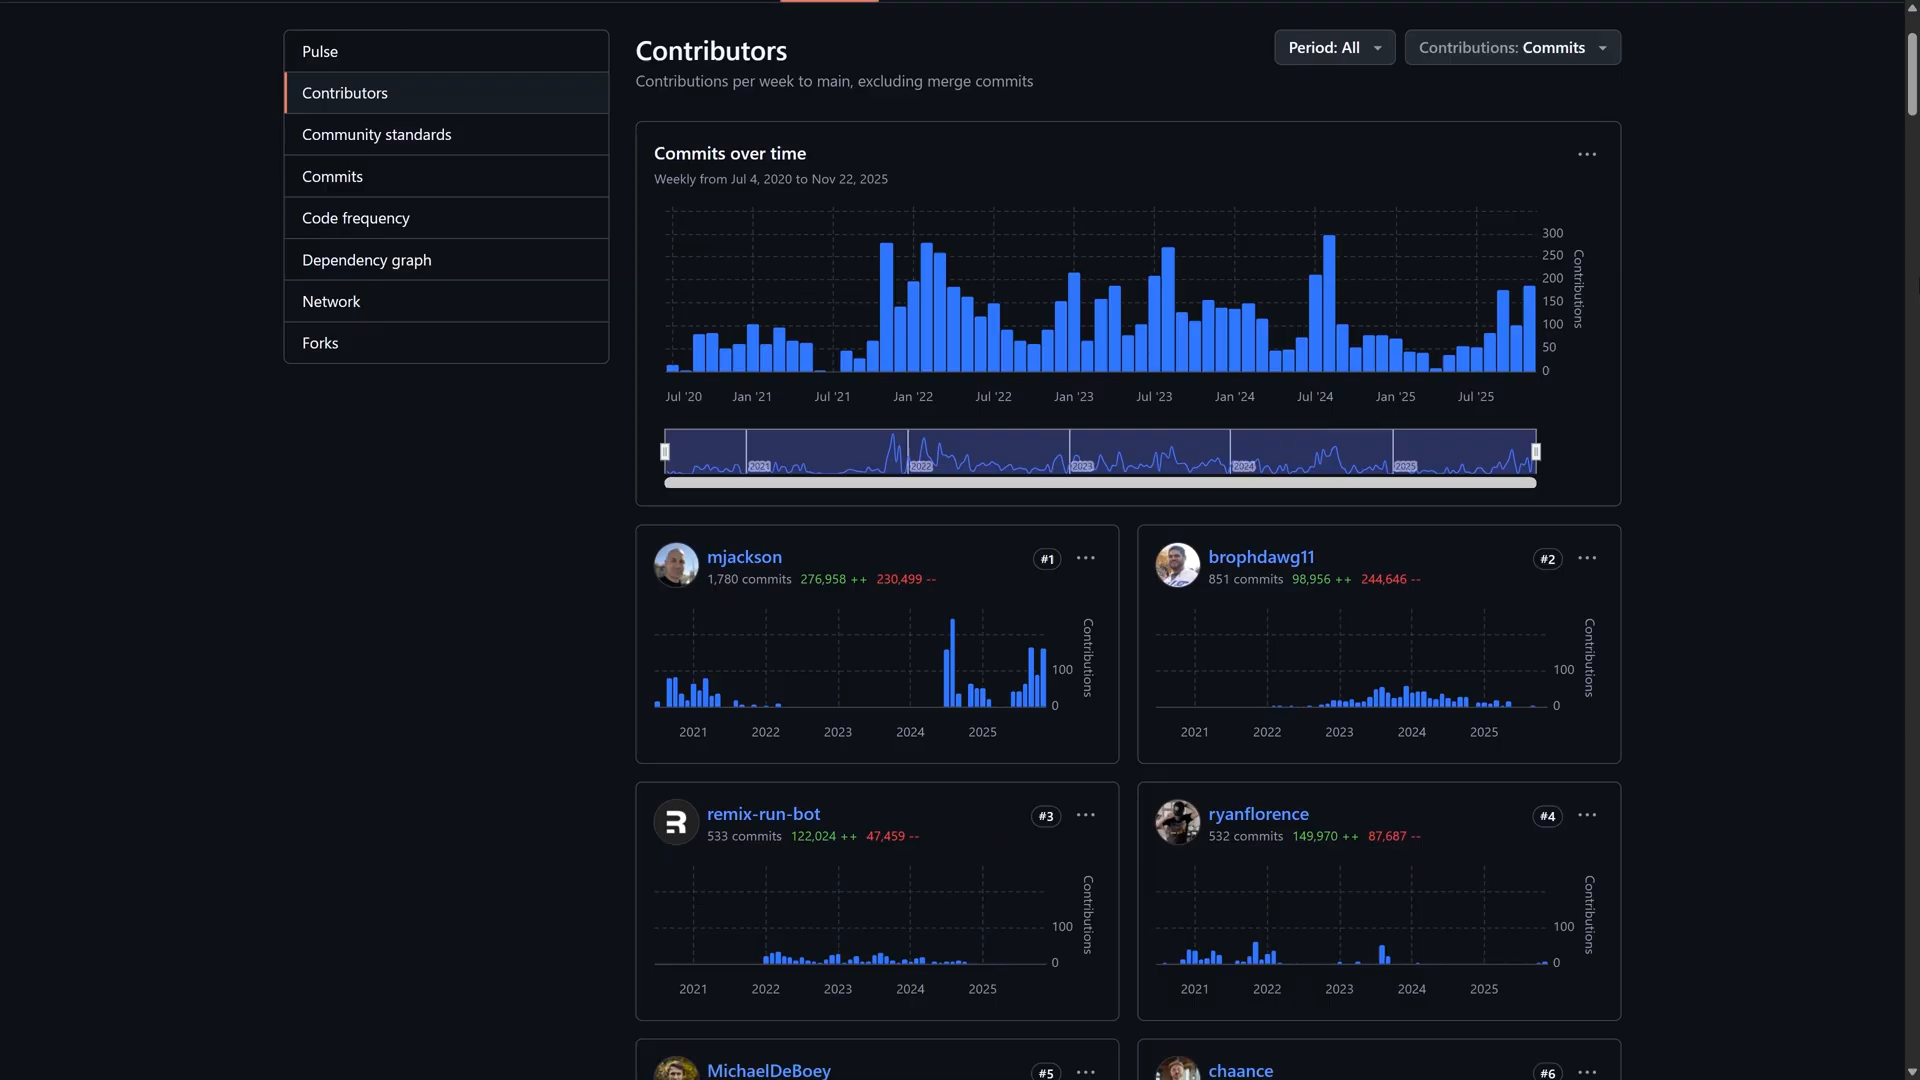 Pulse
Contributors
Community standards
Commits
Code frequency
Dependency graph
Network
Forks
Contributors
Contributions per week to main, excluding merge commits
Period: All
Contributions: Commits
Commits over time
Weekly from Jul 4, 2020 to Nov 22, 2025
300
250
200
150
100
50
0
Contributions
Jul '20 Jan '21 Jul '21 Jan '22 Jul '22 Jan '23 Jul '23 Jan '24 Jul '24 Jan '25 Jul '25
2021 2022 2023 2024 2025
mjackson
#1
1,780 commits 276,958 ++ 230,499 --
Contributions
100
0
2021 2022 2023 2024 2025
brophdawg11
#2
851 commits 98,956 ++ 244,646 --
Contributions
100
0
2021 2022 2023 2024 2025
remix-run-bot
#3
533 commits 122,024 ++ 47,459 --
Contributions
100
0
2021 2022 2023 2024 2025
ryanflorence
#4
532 commits 149,970 ++ 87,687 --
Contributions
100
0
2021 2022 2023 2024 2025
MichaelDeBoey
#5
chaance
#6